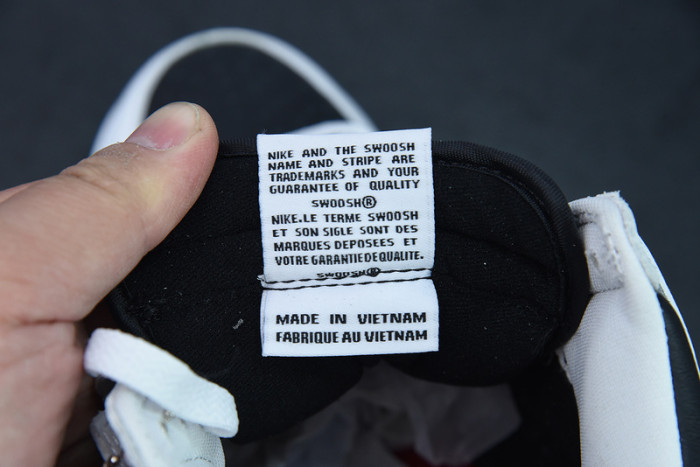 NIKE AND THE SWOOSH
NAME AND STRIPE ARE
TRADEMARKS AND YOUR
GUARANTEE OF QUALITY
SWOOSH®
NIKE.LE TERME SWOOSH
ET SON SIGLE SONT DES
MARQUES DEPOSEES ET
VOTRE GARANTIE DE QUALITE.
SWOOSH®
MADE IN VIETNAM
FABRIQUE AU VIETNAM